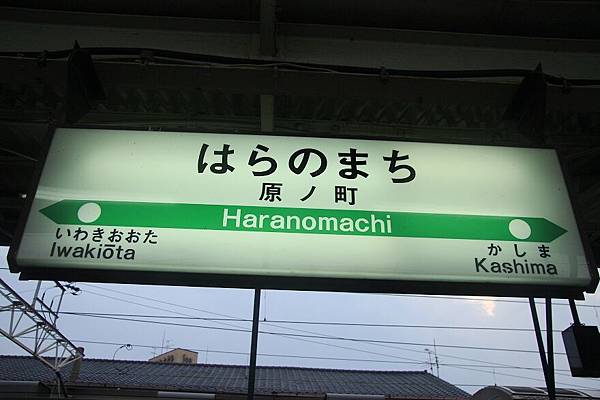 はらのまち
原ノ町
Haranomachi
いわきおおた
Iwakiōta
かしま
Kashima